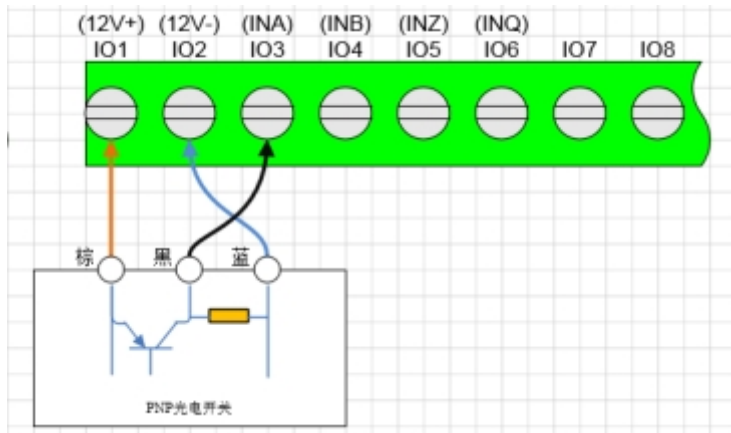 (12V+) (12V-) (INA) (INB) (INZ) (INQ)
IO1 IO2 IO3 IO4 IO5 IO6 IO7 IO8
棕 黑 蓝
PNP光电开关